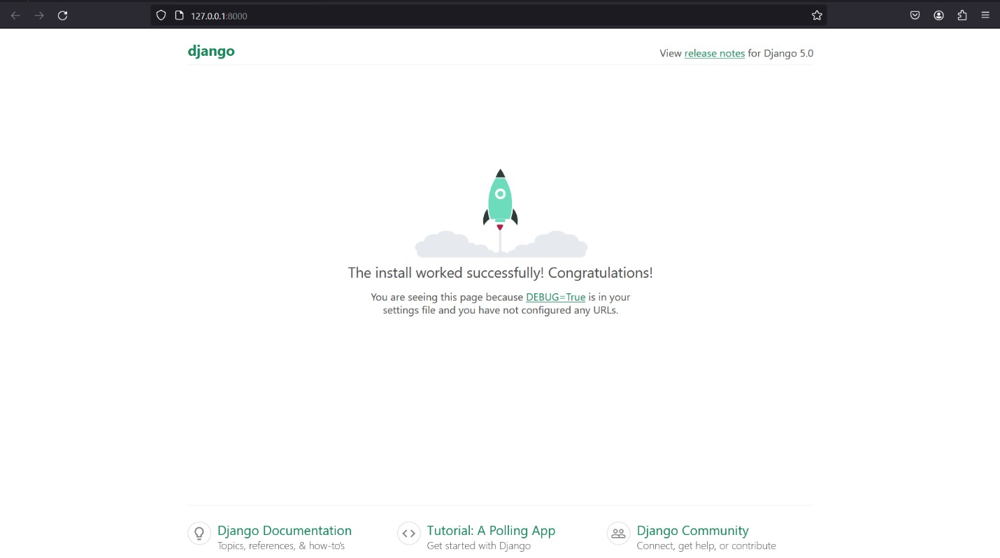 127.0.0.1:8000
django
View release notes for Django 5.0
The install worked successfully! Congratulations!
You are seeing this page because DEBUG=True is in your
settings file and you have not configured any URLs.
Django Documentation
Topics, references, & how-to's
Tutorial: A Polling App
Get started with Django
Django Community
Connect, get help, or contribute